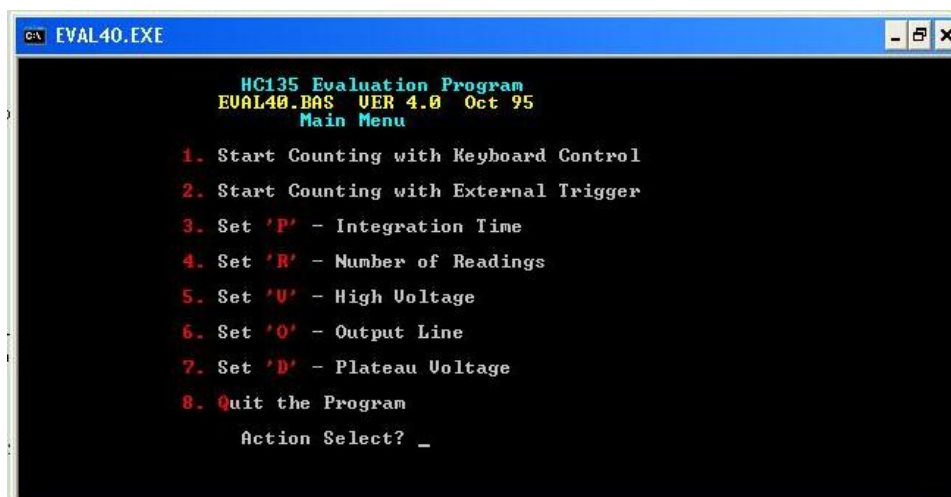 EVAL40.EXE
HC135 Evaluation Program
EVAL40.BAS VER 4.0 Oct 95
Main Menu
1. Start Counting with Keyboard Control
2. Start Counting with External Trigger
3. Set 'P' - Integration Time
4. Set 'R' - Number of Readings
5. Set 'V' - High Voltage
6. Set 'O' - Output Line
7. Set 'D' - Plateau Voltage
8. Quit the Program
Action Select? _